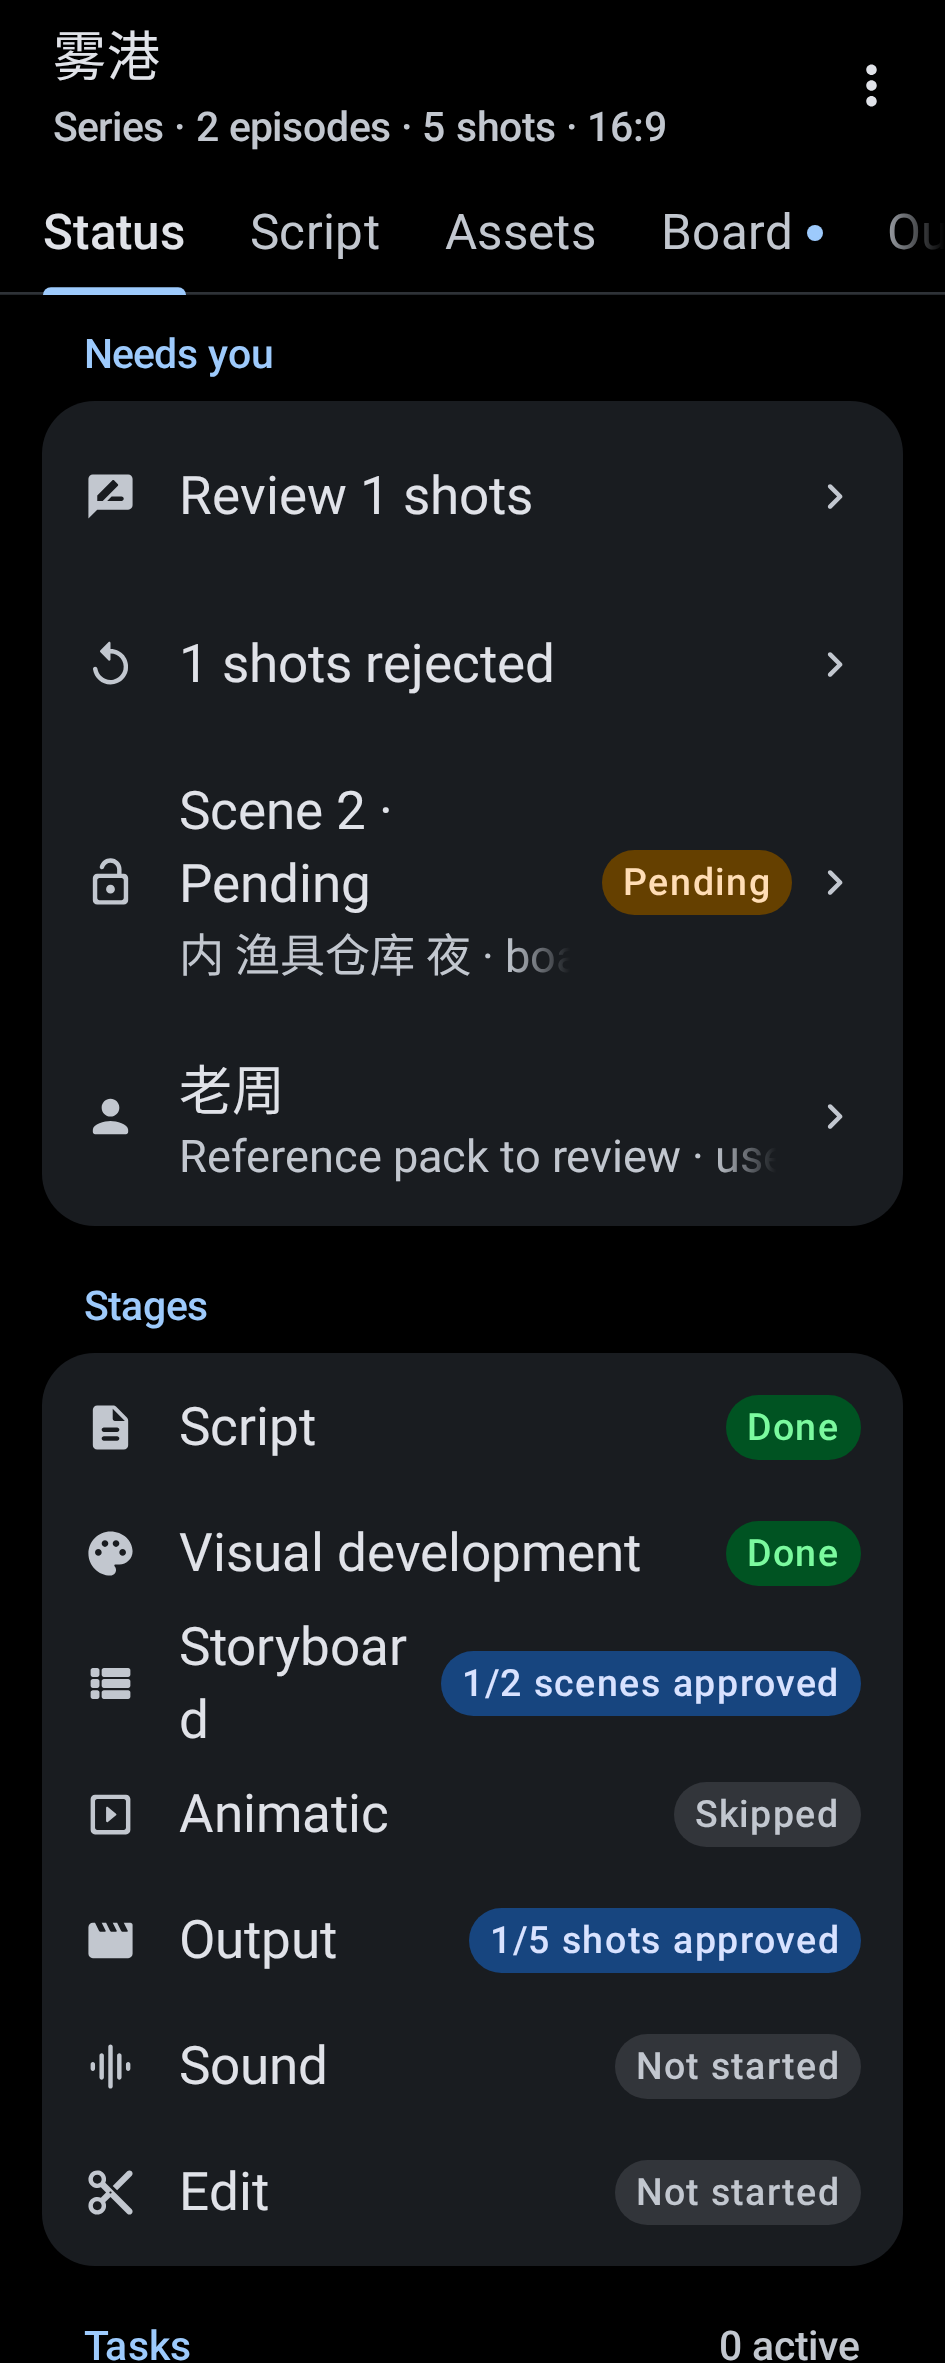 雾港
Series · 2 episodes · 5 shots · 16:9
Status Script Assets Board
Needs you
Review 1 shots
1 shots rejected
Scene 2 ·
Pending
Pending
内 渔具仓库 夜 ·
老周
Reference pack to review ·
Stages
Script Done
Visual development Done
Storyboar
d
1/2 scenes approved
Animatic Skipped
Output 1/5 shots approved
Sound Not started
Edit Not started
Tasks 0 active